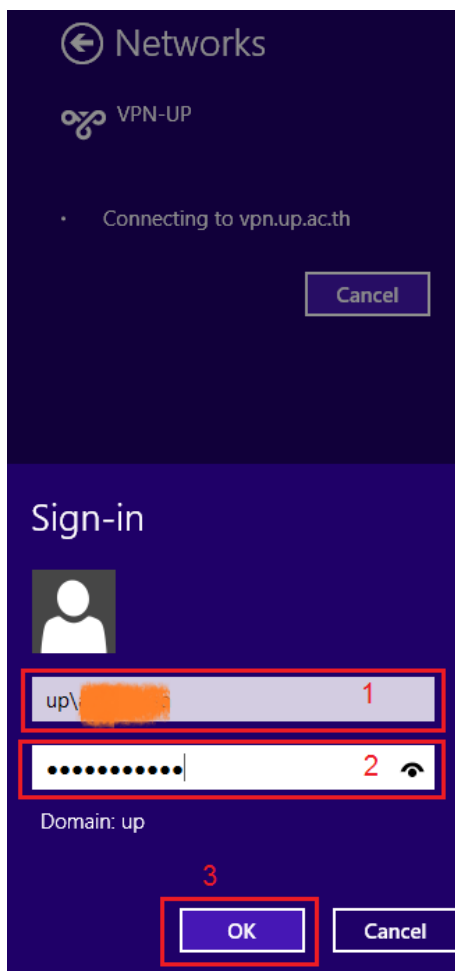 Networks
VPN-UP
Connecting to vpn.up.ac.th
Cancel
Sign-in
up\
1
•••••••••••
2
Domain: up
3
OK
Cancel